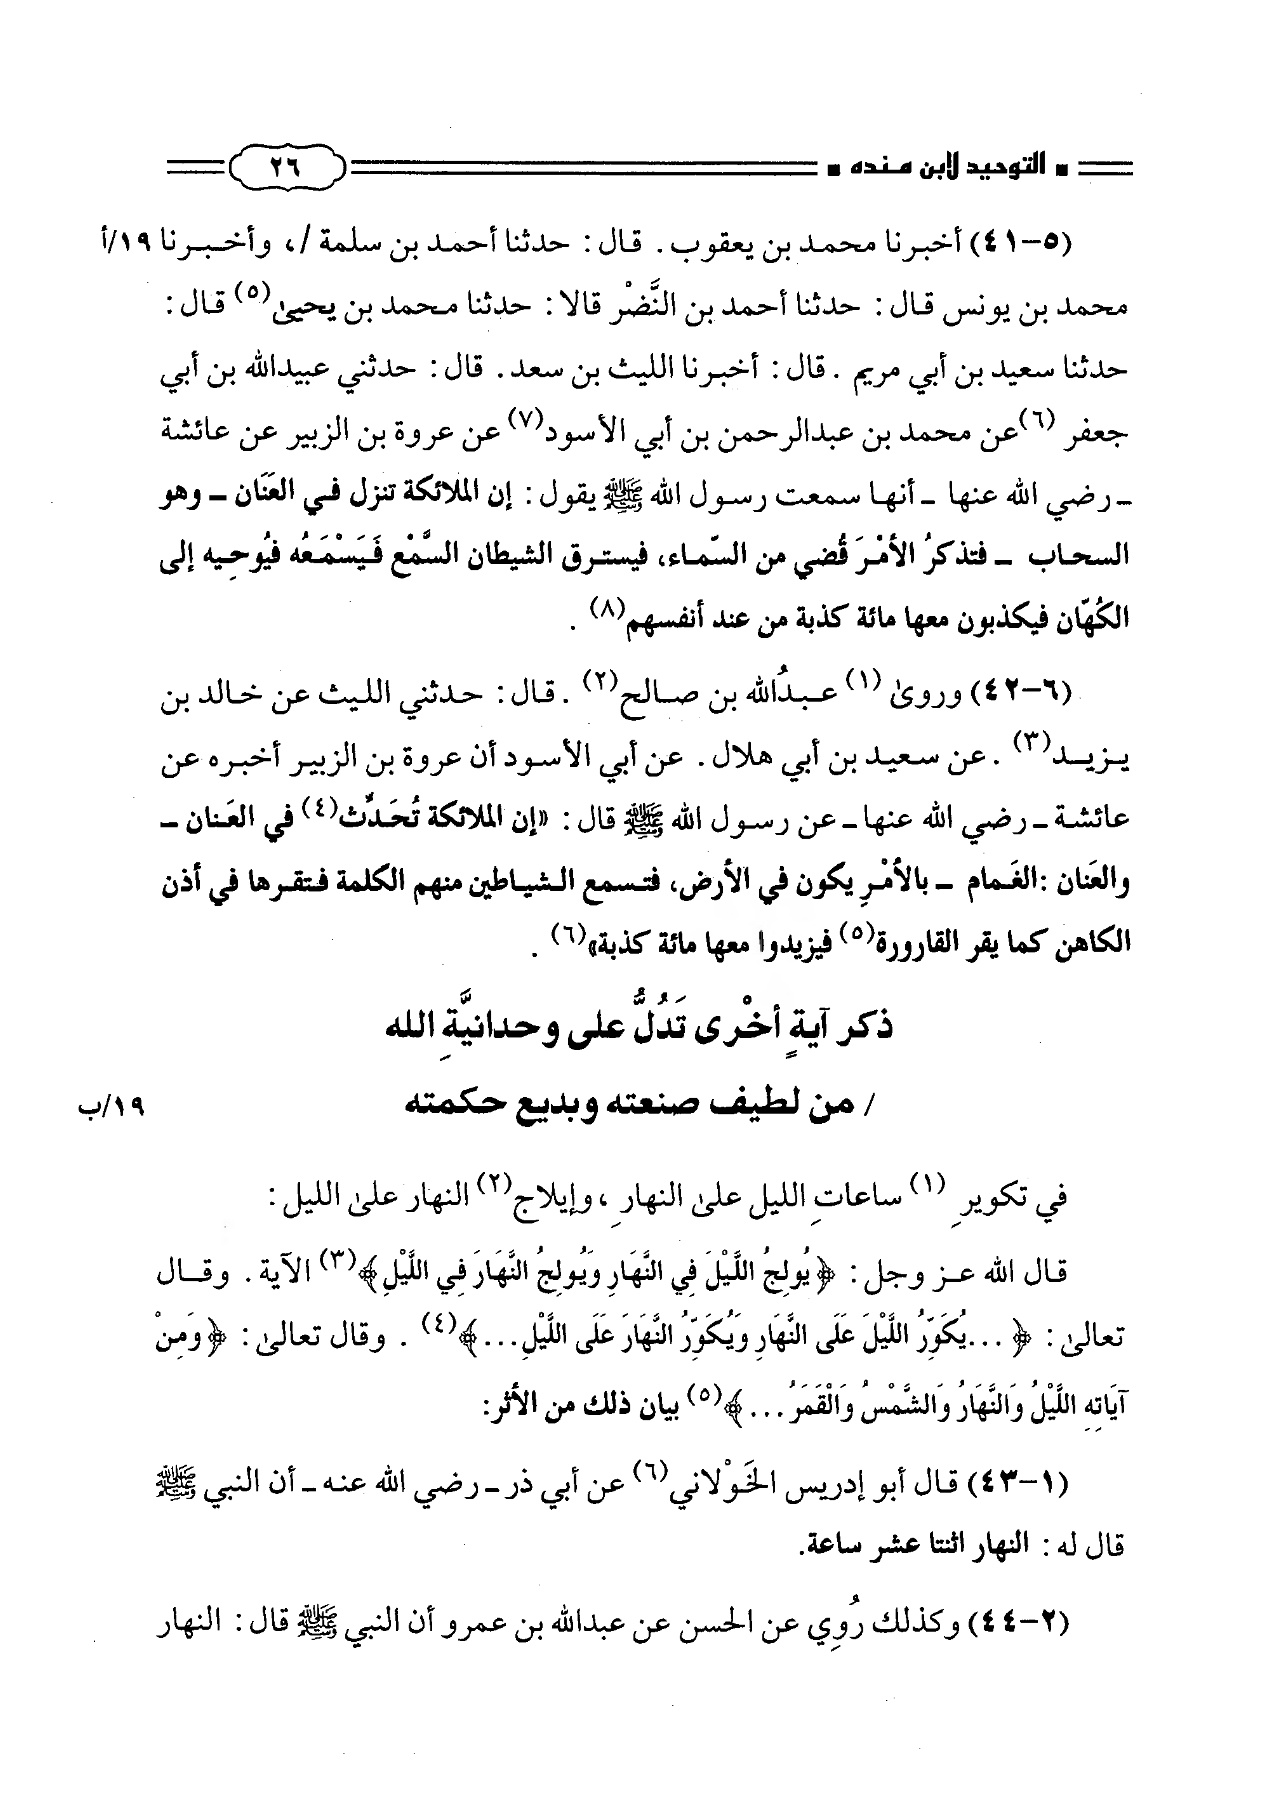 ■ التوحيد لابن منده ■ ٢٦
(٥-٤١) أخبرنا محمد بن يعقوب . قال : حدثنا أحمد بن سلمة /، وأخبرنا ١٩/أ
محمد بن يونس قال : حدثنا أحمد بن النَّضْر قالا : حدثنا محمد بن يحيىٰ(٥) قال :
حدثنا سعيد بن أبي مريم . قال : أخبرنا الليث بن سعد . قال : حدثني عبيدالله بن أبي
جعفر (٦)عن محمد بن عبدالرحمن بن أبي الأسود(٧) عن عروة بن الزبير عن عائشة
ـ رضي الله عنها ـ أنها سمعت رسول الله ﷺ يقول : إن الملائكة تنزل في العَنَان ـ وهو
السحاب ـ فتذكرُ الأمْرَ قُضي من السّماء، فيسترق الشيطان السَّمْع فَيَسْمَعُه فيُوحِيه إلى
الكُهّان فيكذبون معها مائة كذبة من عند أنفسهم(٨) .
(٦-٤٢) وروىٰ (١) عبدُالله بن صالح(٢) . قال : حدثني الليث عن خالد بن
يزيد(٣) . عن سعيد بن أبي هلال . عن أبي الأسود أن عروة بن الزبير أخبره عن
عائشة ـ رضي الله عنها ـ عن رسول الله ﷺ قال : «إن الملائكة تُحَدَّث(٤) في العَنان ـ
والعَنان :الغَمام ـ بالأمْرِ يكون في الأرض، فتسمع الشياطين منهم الكلمة فتقرها في أذن
الكاهن كما يقر القارورة(٥) فيزيدوا معها مائة كذبة»(٦) .
ذكر آيةٍ أخْرى تَدُلُّ على وحدانيَّةِ الله
/ من لطيف صنعته وبديع حكمته ١٩/ب
في تكويرِ (١) ساعاتِ الليل علىٰ النهارِ ، وإيلاج(٢) النهار علىٰ الليل :
قال الله عز وجل : ﴿يُولِجُ اللَّيْلَ فِي النَّهَارِ وَيُولِجُ النَّهَارَ فِي اللَّيْلِ﴾(٣) الآية . وقال
تعالىٰ : ﴿ ...يُكَوِّرُ اللَّيْلَ عَلَى النَّهَارِ وَيُكَوِّرُ النَّهَارَ عَلَى اللَّيْلِ...﴾(٤) . وقال تعالىٰ : ﴿وَمِنْ
آيَاتِهِ اللَّيْلُ وَالنَّهَارُ وَالشَّمْسُ وَالْقَمَرُ ...﴾(٥) بيان ذلك من الأثر:
(١-٤٣) قال أبو إدريس الخَوْلاني(٦) عن أبي ذر ـ رضي الله عنه ـ أن النبي ﷺ
قال له : النهار اثنتا عشر ساعة.
(٢-٤٤) وكذلك رُوِي عن الحسن عن عبدالله بن عمرو أن النبي ﷺ قال : النهار